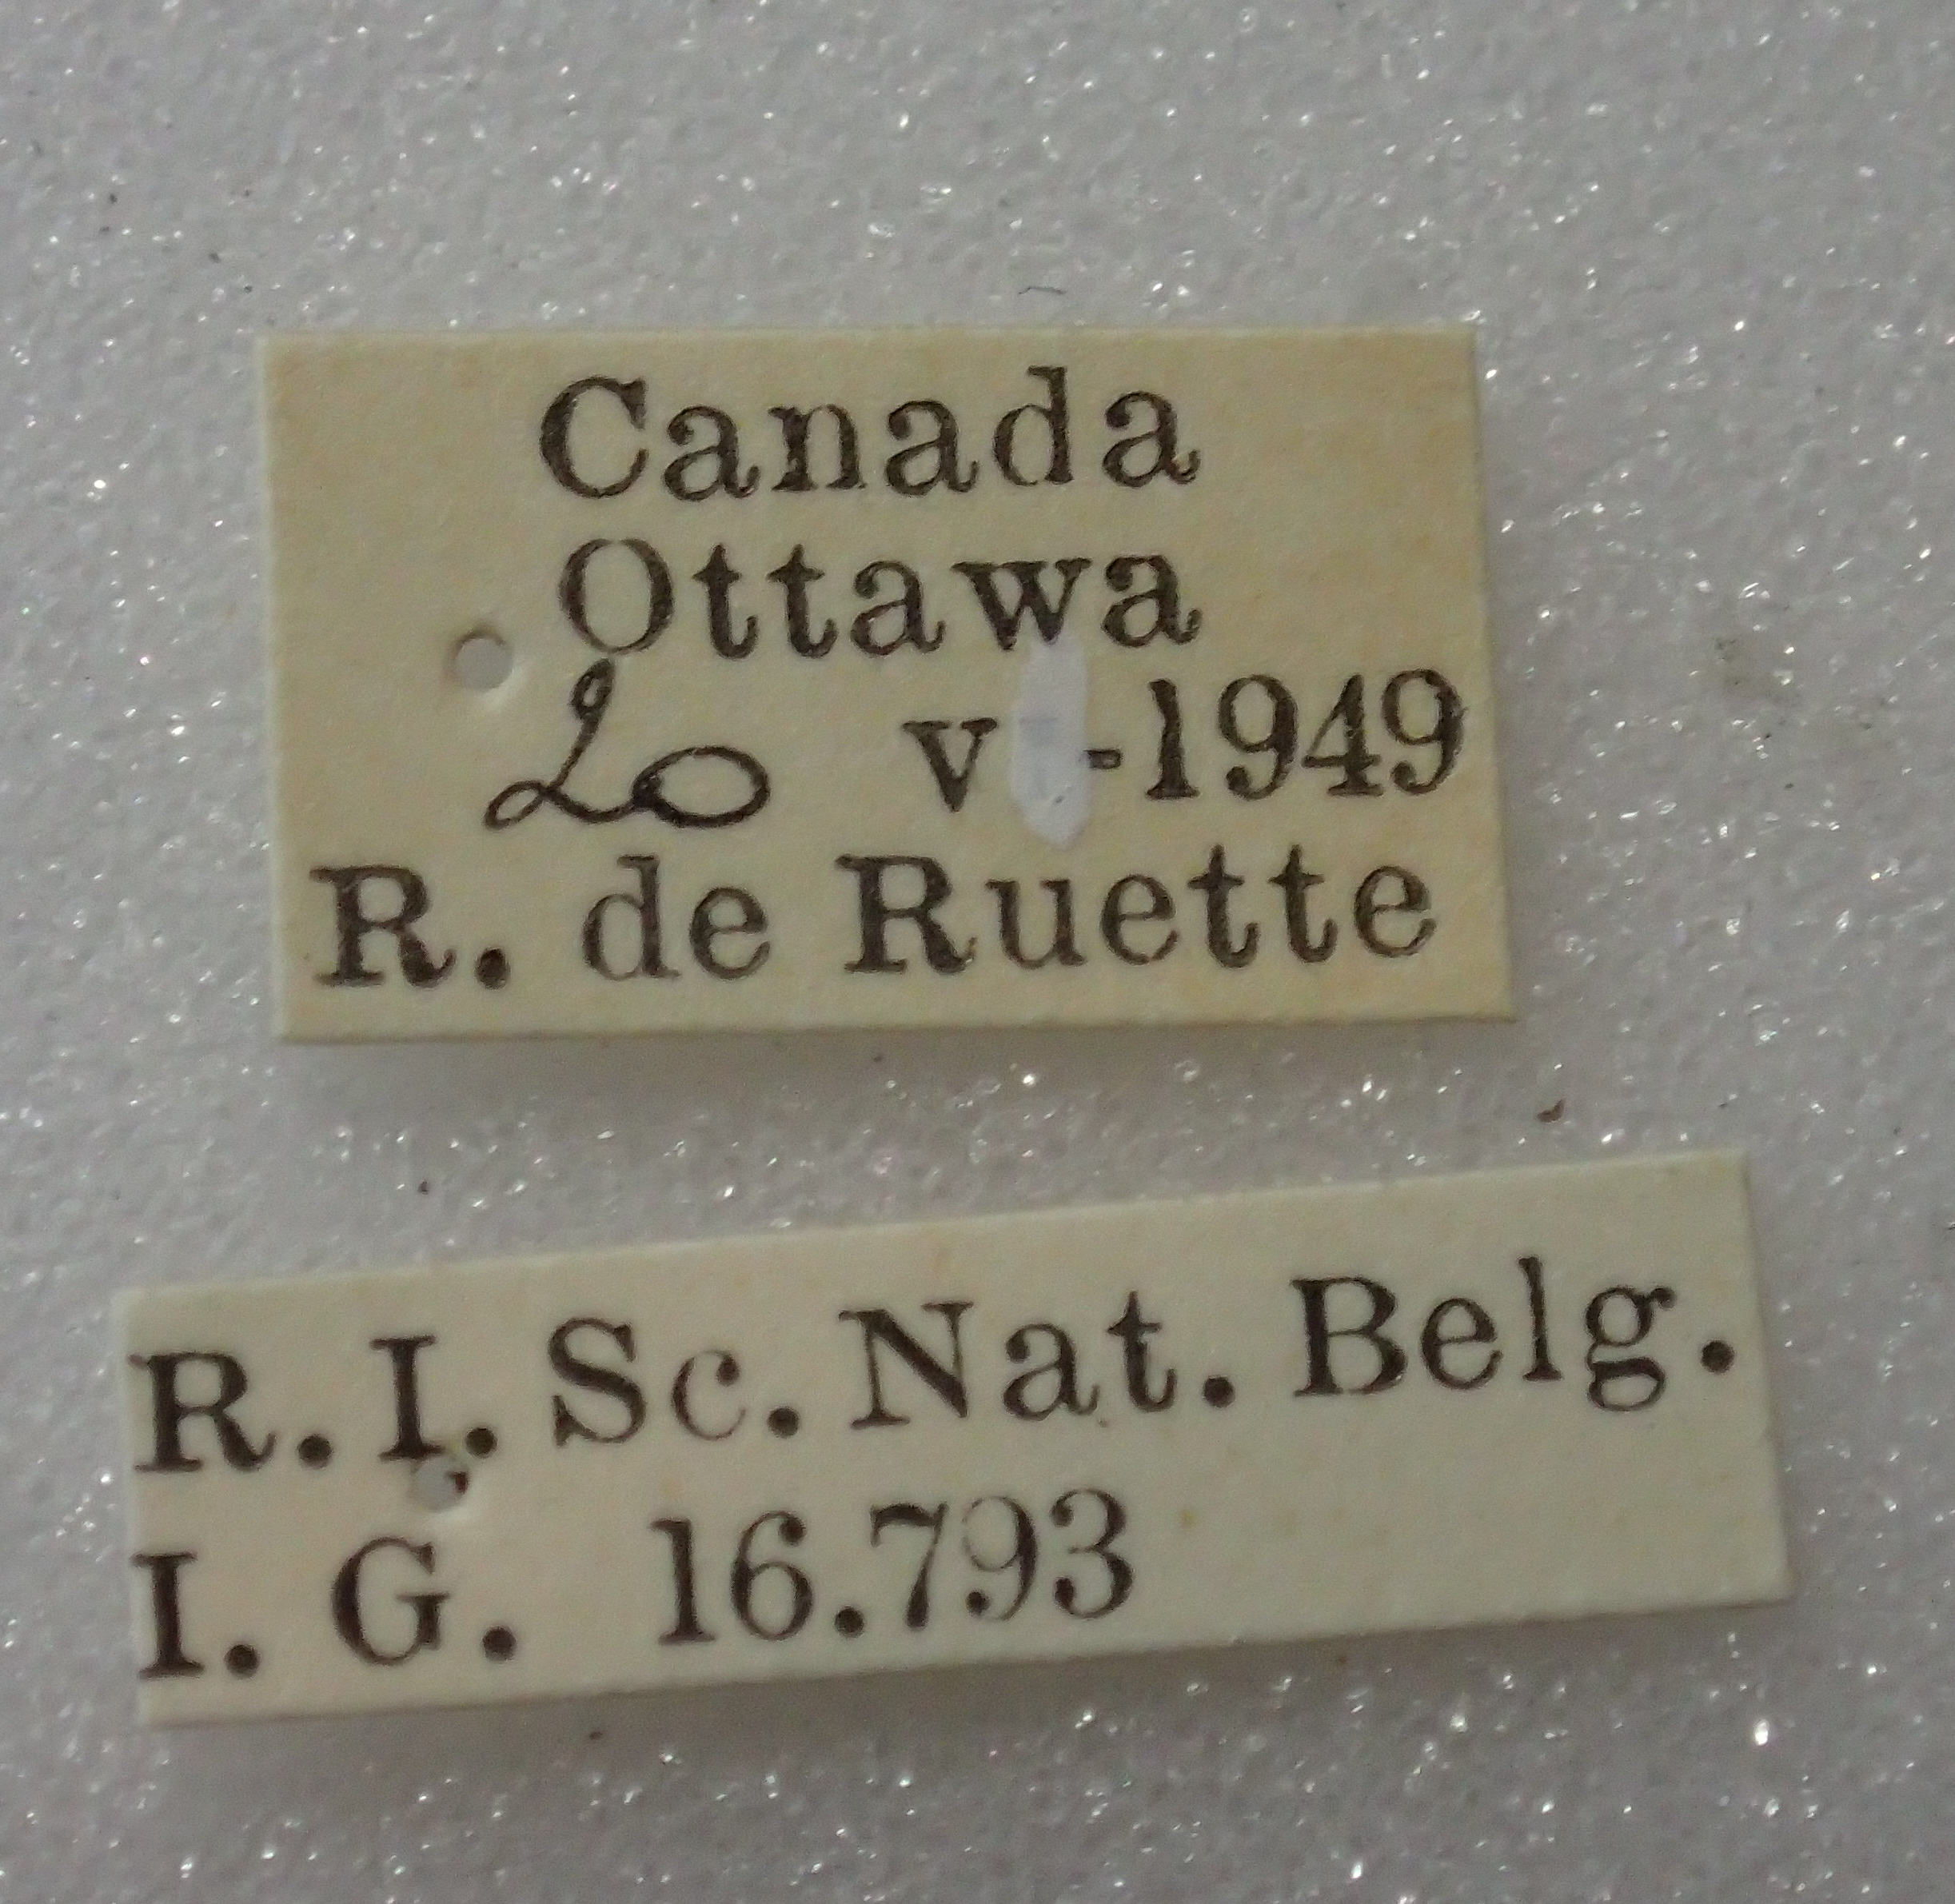 Canada
Ottawa
20 v -1949
R. de Ruette
R. I. Sc. Nat. Belg.
I. G. 16.793